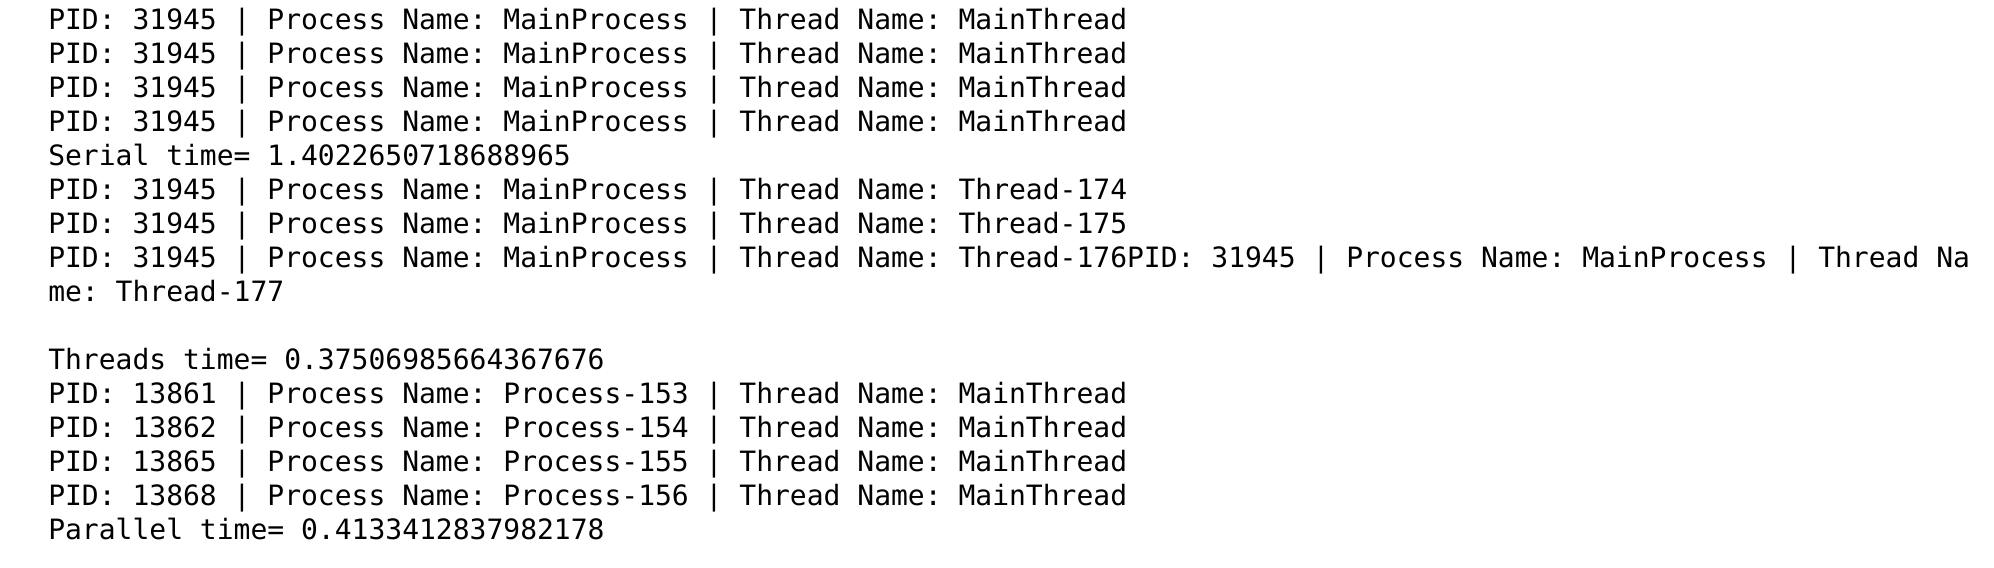 PID: 31945 | Process Name: MainProcess | Thread Name: MainThread
PID: 31945 | Process Name: MainProcess | Thread Name: MainThread
PID: 31945 | Process Name: MainProcess | Thread Name: MainThread
PID: 31945 | Process Name: MainProcess | Thread Name: MainThread
Serial time= 1.4022650718688965
PID: 31945 | Process Name: MainProcess | Thread Name: Thread-174
PID: 31945 | Process Name: MainProcess | Thread Name: Thread-175
PID: 31945 | Process Name: MainProcess | Thread Name: Thread-176PID: 31945 | Process Name: MainProcess | Thread Na
me: Thread-177

Threads time= 0.37506985664367676
PID: 13861 | Process Name: Process-153 | Thread Name: MainThread
PID: 13862 | Process Name: Process-154 | Thread Name: MainThread
PID: 13865 | Process Name: Process-155 | Thread Name: MainThread
PID: 13868 | Process Name: Process-156 | Thread Name: MainThread
Parallel time= 0.4133412837982178